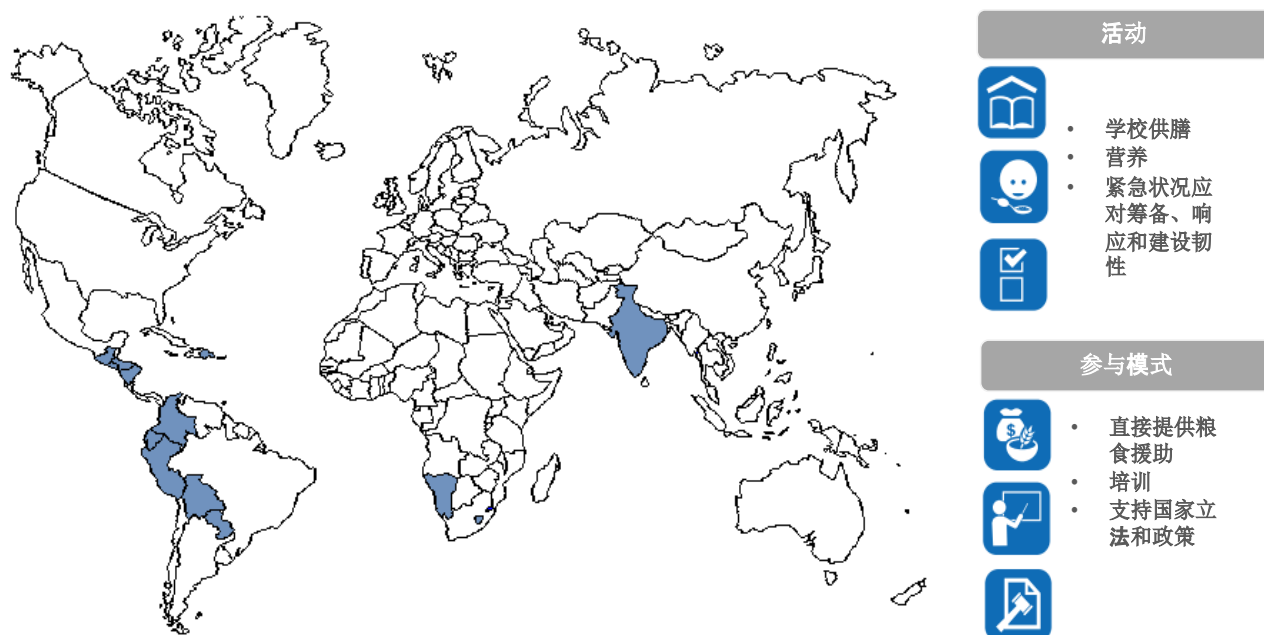 活动
• 学校供膳
• 营养
• 紧急状况应
对筹备、响
应和建设韧
性
参与模式
$
• 直接提供粮
食援助
• 培训
• 支持国家立
法和政策